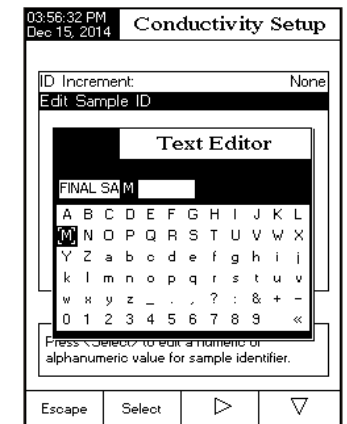 03:56:32 PM
Dec 15, 2014
Conductivity Setup
ID Increment: None
Edit Sample ID
Text Editor
FINAL SA M
A B C D E F G H I J K L
[M] N O P Q R S T U V W X
Y Z a b c d e f g h i j
k l m n o p q r s t u v
w x y z _ . , ? : & + -
0 1 2 3 4 5 6 7 8 9 «
Press <Select> to edit a numeric or
alphanumeric value for sample identifier.
Escape Select